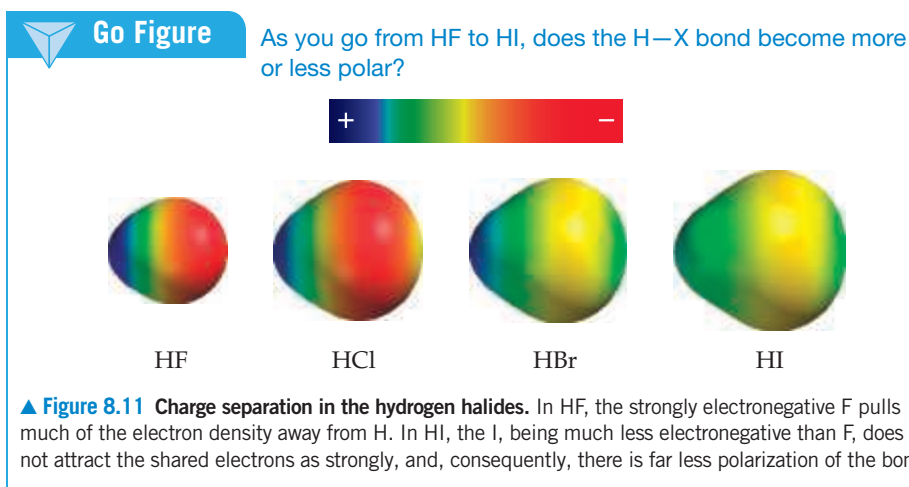 Go Figure
As you go from HF to HI, does the H—X bond become more
or less polar?
+ −
HF HCl HBr HI
▲ Figure 8.11 Charge separation in the hydrogen halides. In HF, the strongly electronegative F pulls
much of the electron density away from H. In HI, the I, being much less electronegative than F, does
not attract the shared electrons as strongly, and, consequently, there is far less polarization of the